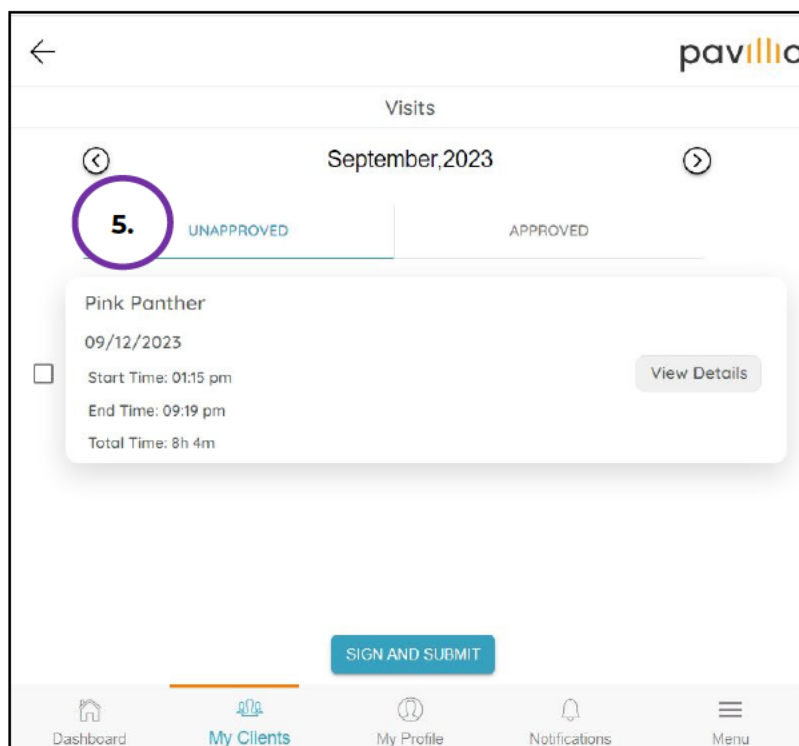 pavillio
Visits
September,2023
5.
UNAPPROVED
APPROVED
Pink Panther
09/12/2023
Start Time: 01:15 pm
View Details
End Time: 09:19 pm
Total Time: 8h 4m
SIGN AND SUBMIT
Dashboard
My Clients
My Profile
Notifications
Menu